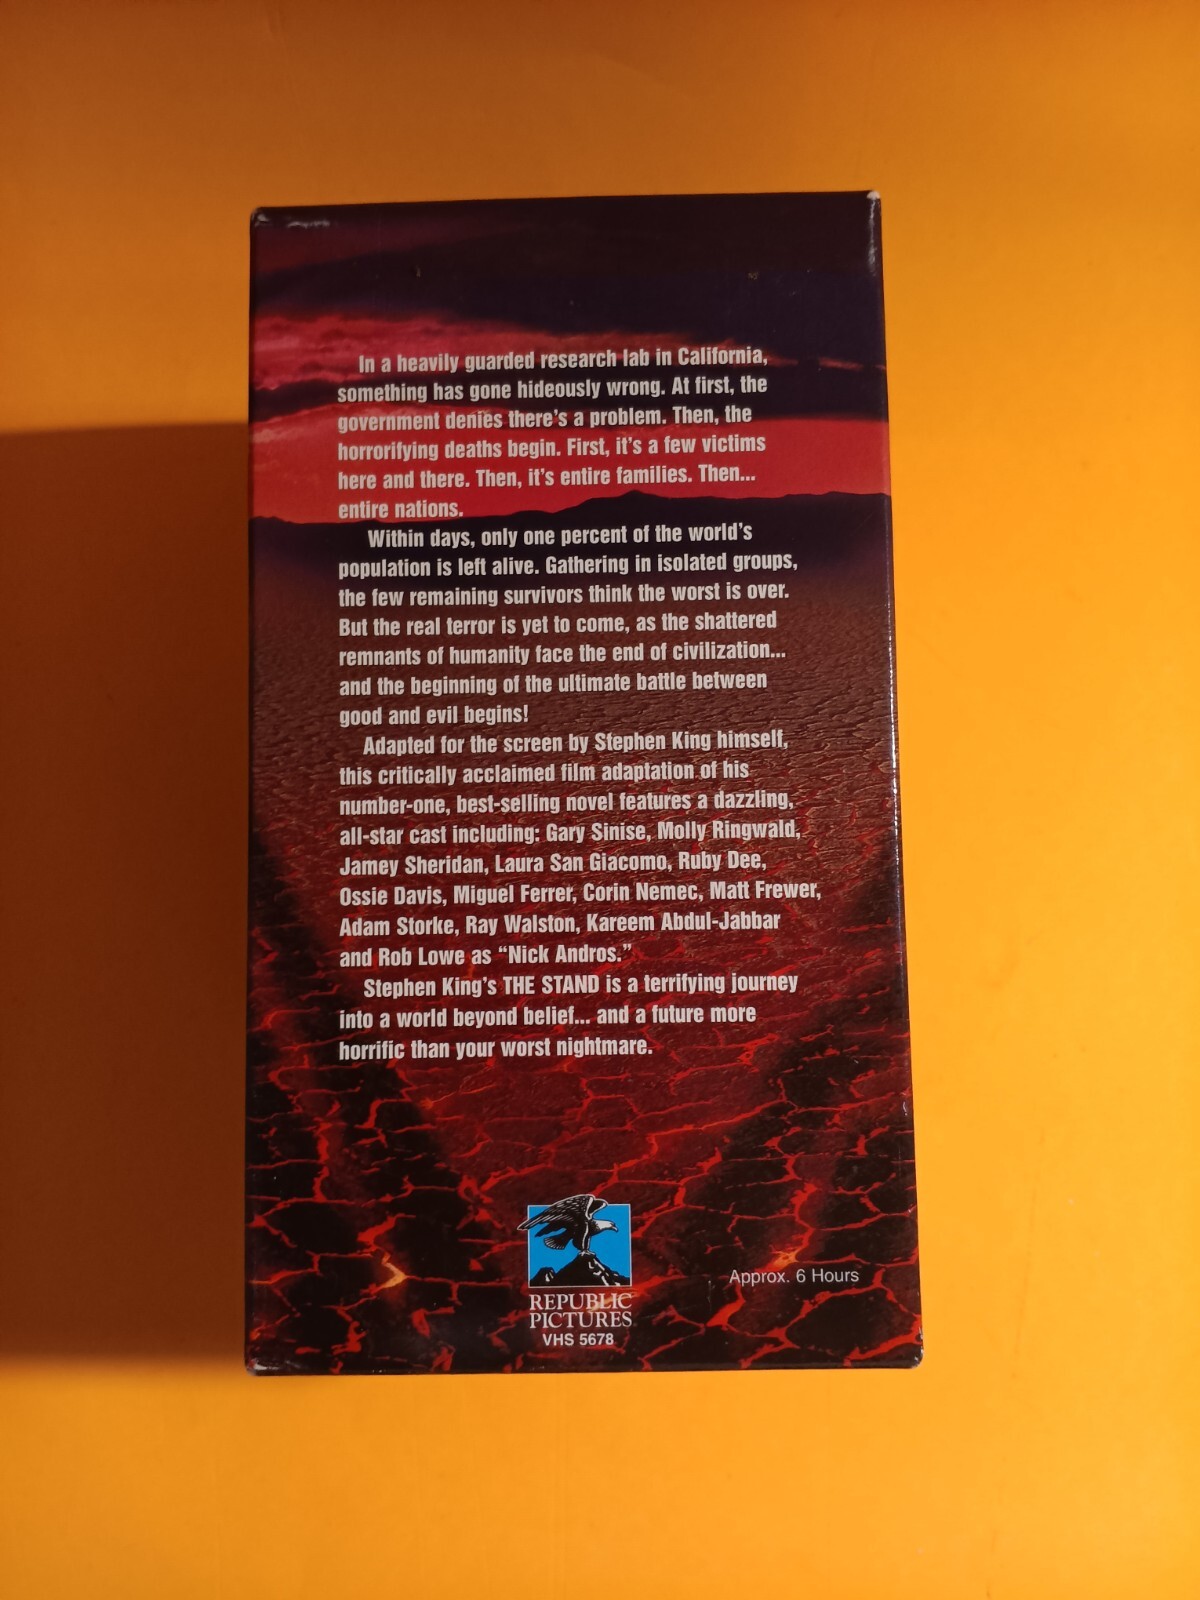 In a heavily guarded research lab in California,
something has gone hideously wrong. At first, the
government denies there's a problem. Then, the
horrorifying deaths begin. First, it's a few victims
here and there. Then, it's entire families. Then...
entire nations.
Within days, only one percent of the world's
population is left alive. Gathering in isolated groups,
the few remaining survivors think the worst is over.
But the real terror is yet to come, as the shattered
remnants of humanity face the end of civilization...
and the beginning of the ultimate battle between
good and evil begins!
Adapted for the screen by Stephen King himself,
this critically acclaimed film adaptation of his
number-one, best-selling novel features a dazzling,
all-star cast including: Gary Sinise, Molly Ringwald,
Jamey Sheridan, Laura San Giacomo, Ruby Dee,
Ossie Davis, Miguel Ferrer, Corin Nemec, Matt Frewer,
Adam Storke, Ray Walston, Kareem Abdul-Jabbar
and Rob Lowe as “Nick Andros.”
Stephen King's THE STAND is a terrifying journey
into a world beyond belief... and a future more
horrific than your worst nightmare.
Approx. 6 Hours
REPUBLIC
PICTURES
VHS 5678